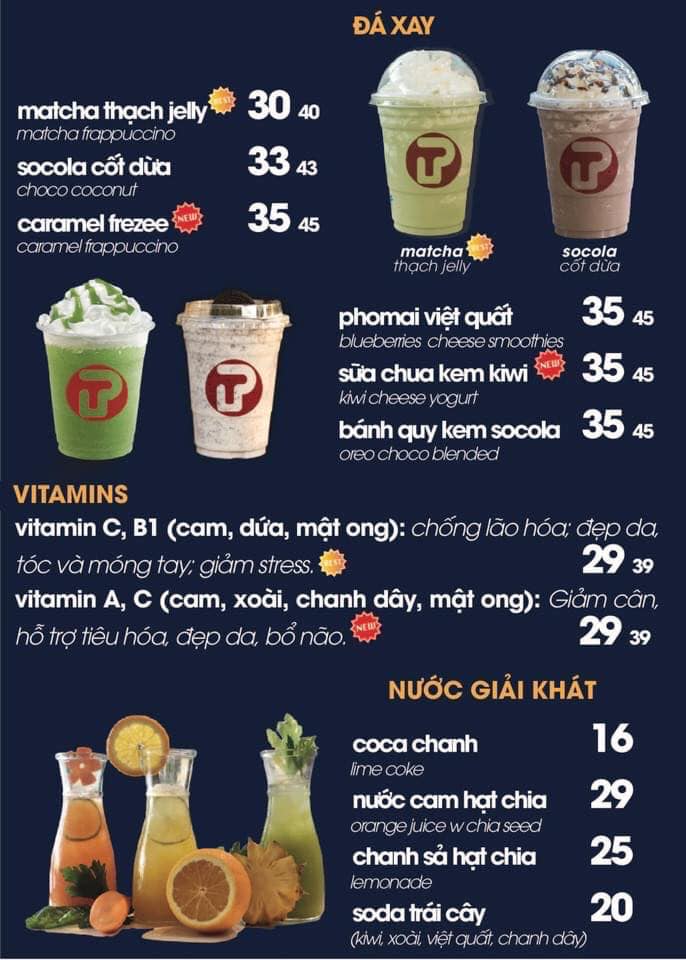 ĐÁ XAY
matcha thạch jelly BEST 30 40
matcha frappuccino
socola cốt dừa 33 43
choco coconut
caramel frezee NEW 35 45
caramel frappuccino
matcha BEST
thạch jelly
socola
cốt dừa
phomai việt quất 35 45
blueberries cheese smoothies
sữa chua kem kiwi NEW 35 45
kiwi cheese yogurt
bánh quy kem socola 35 45
oreo choco blended
VITAMINS
vitamin C, B1 (cam, dứa, mật ong): chống lão hóa; đẹp da,
tóc và móng tay; giảm stress. BEST 29 39
vitamin A, C (cam, xoài, chanh dây, mật ong): Giảm cân,
hỗ trợ tiêu hóa, đẹp da, bổ não. NEW 29 39
NƯỚC GIẢI KHÁT
coca chanh 16
lime coke
nước cam hạt chia 29
orange juice w chia seed
chanh sả hạt chia 25
lemonade
soda trái cây 20
(kiwi, xoài, việt quất, chanh dây)